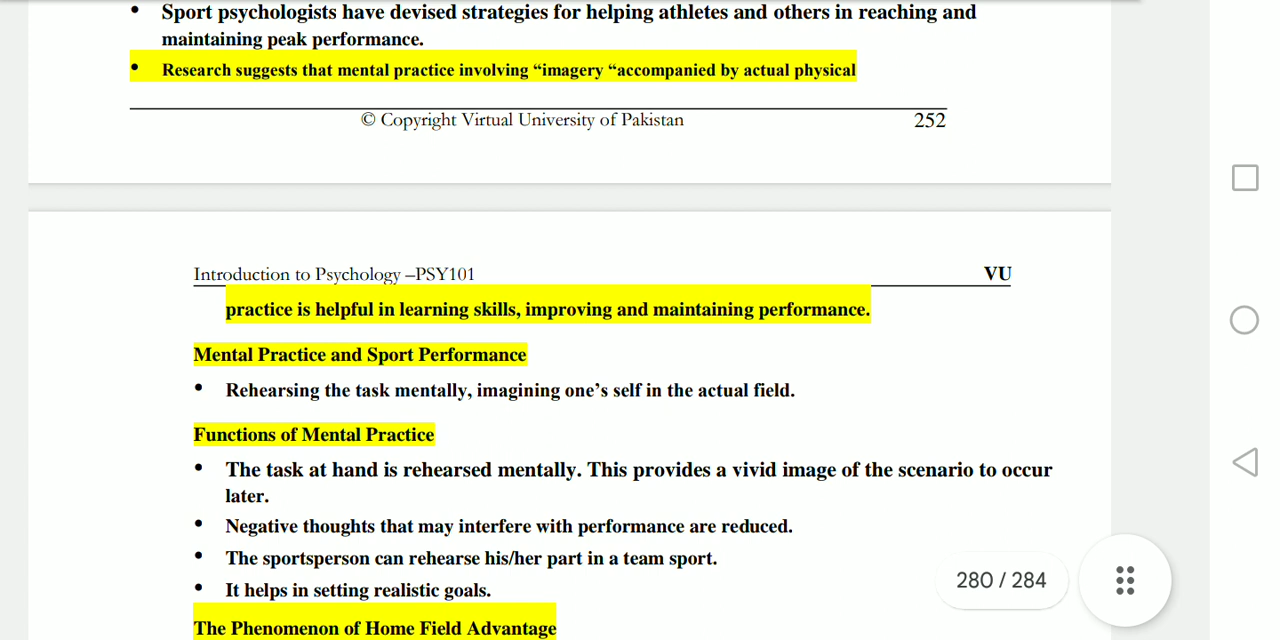 • Sport psychologists have devised strategies for helping athletes and others in reaching and
maintaining peak performance.
• Research suggests that mental practice involving “imagery “accompanied by actual physical
© Copyright Virtual University of Pakistan 252
Introduction to Psychology –PSY101 VU
practice is helpful in learning skills, improving and maintaining performance.
Mental Practice and Sport Performance
• Rehearsing the task mentally, imagining one’s self in the actual field.
Functions of Mental Practice
• The task at hand is rehearsed mentally. This provides a vivid image of the scenario to occur
later.
• Negative thoughts that may interfere with performance are reduced.
• The sportsperson can rehearse his/her part in a team sport.
• It helps in setting realistic goals.
280 / 284
The Phenomenon of Home Field Advantage